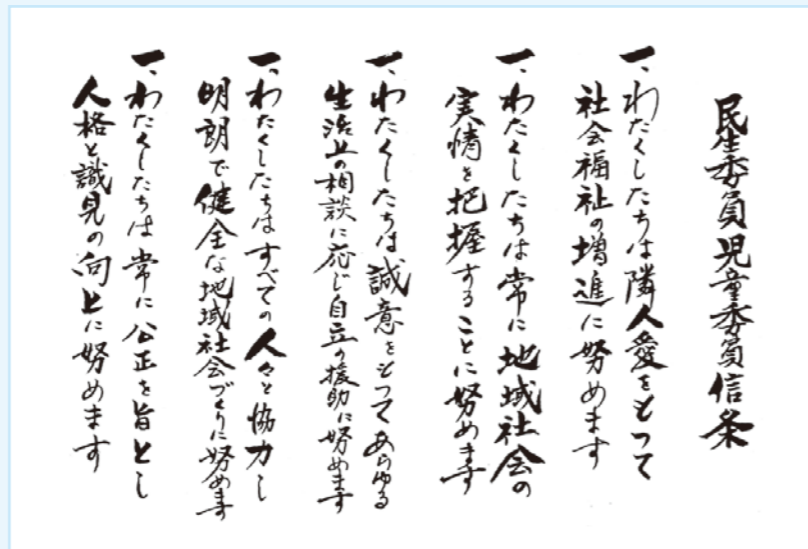 民生委員児童委員信条
一、わたくしたちは隣人愛をもって
社会福祉の増進に努めます
一、わたくしたちは常に地域社会の
実情を把握することに努めます
一、わたくしたちは誠意をもってあらゆる
生活上の相談に応じ自立の援助に努めます
一、わたくしたちはすべての人々と協力し
明朗で健全な地域社会づくりに努めます
一、わたくしたちは常に公正を旨とし
人格と識見の向上に努めます